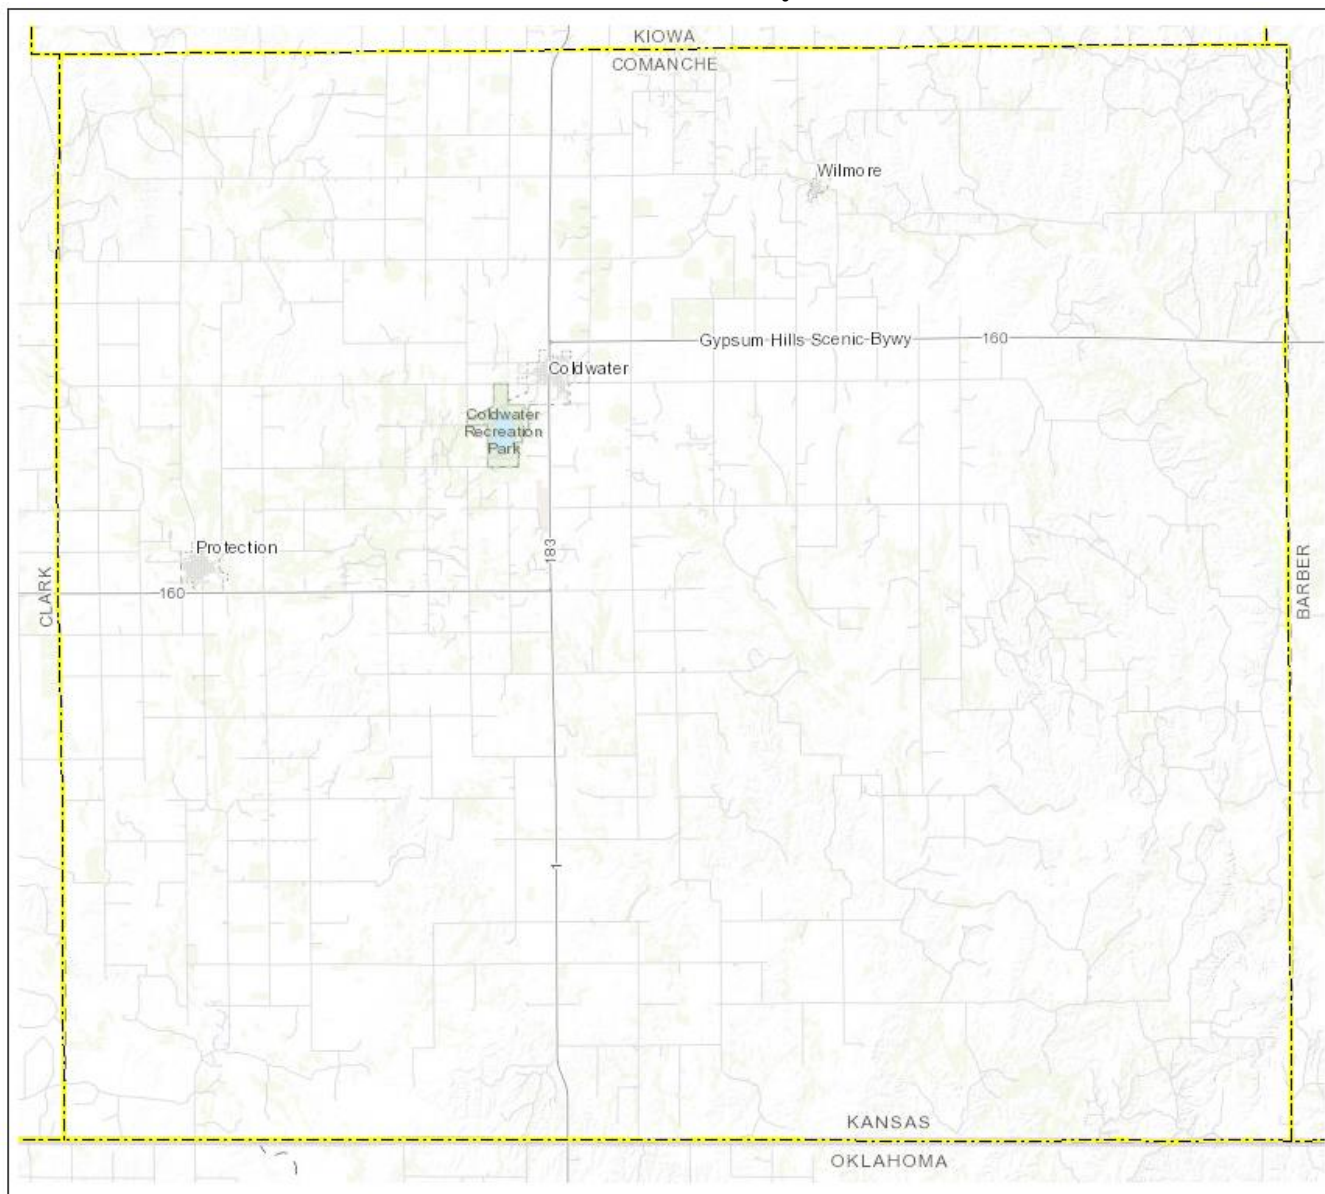 KIOWA
COMANCHE
Wilmore
Gypsum-Hills-Scenic-Bywy
160
Coldwater
Coldwater
Recreation
Park
Protection
183
CLARK
160
BARBER
1
KANSAS
OKLAHOMA